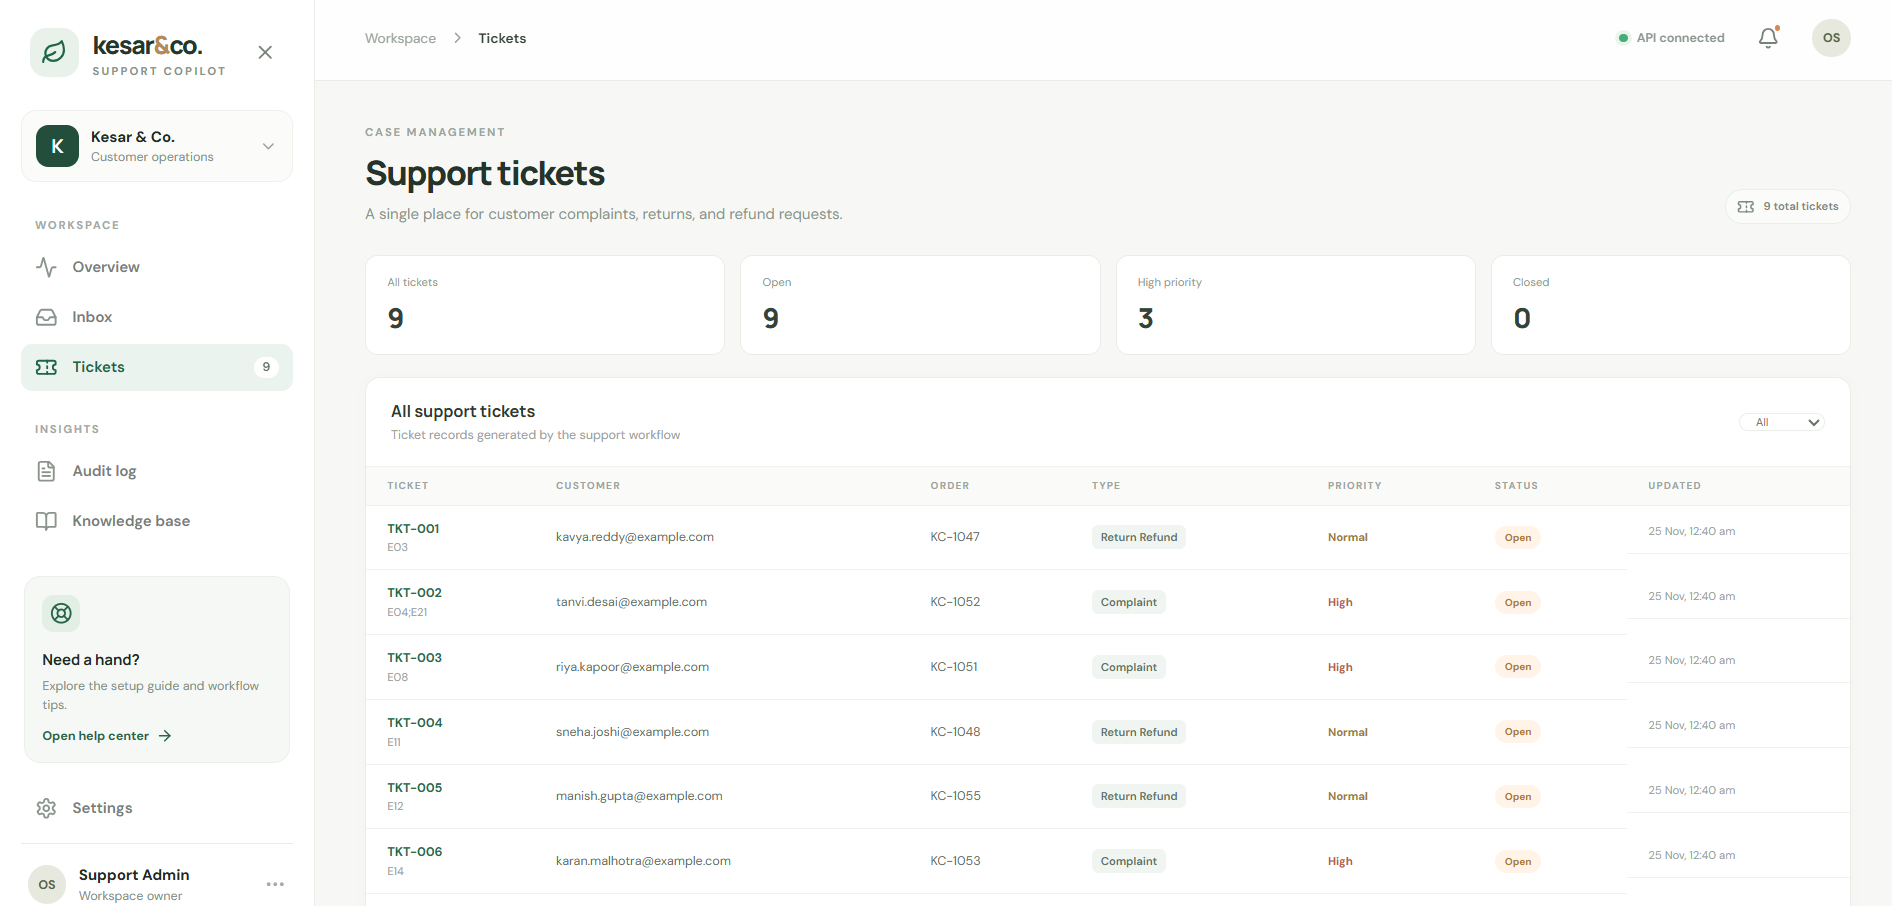 kesar&co.
SUPPORT COPILOT
K
Kesar & Co.
Customer operations
WORKSPACE
Overview
Inbox
Tickets 9
INSIGHTS
Audit log
Knowledge base
Need a hand?
Explore the setup guide and workflow
tips.
Open help center
Settings
OS
Support Admin
Workspace owner
Workspace > Tickets
API connected
OS
CASE MANAGEMENT
Support tickets
A single place for customer complaints, returns, and refund requests.
9 total tickets
All tickets
9
Open
9
High priority
3
Closed
0
All support tickets
Ticket records generated by the support workflow
All
TICKET CUSTOMER ORDER TYPE PRIORITY STATUS UPDATED
TKT-001
E03
kavya.reddy@example.com KC-1047 Return Refund Normal Open 25 Nov, 12:40 am
TKT-002
E04;E21
tanvi.desai@example.com KC-1052 Complaint High Open 25 Nov, 12:40 am
TKT-003
E08
riya.kapoor@example.com KC-1051 Complaint High Open 25 Nov, 12:40 am
TKT-004
E11
sneha.joshi@example.com KC-1048 Return Refund Normal Open 25 Nov, 12:40 am
TKT-005
E12
manish.gupta@example.com KC-1055 Return Refund Normal Open 25 Nov, 12:40 am
TKT-006
E14
karan.malhotra@example.com KC-1053 Complaint High Open 25 Nov, 12:40 am